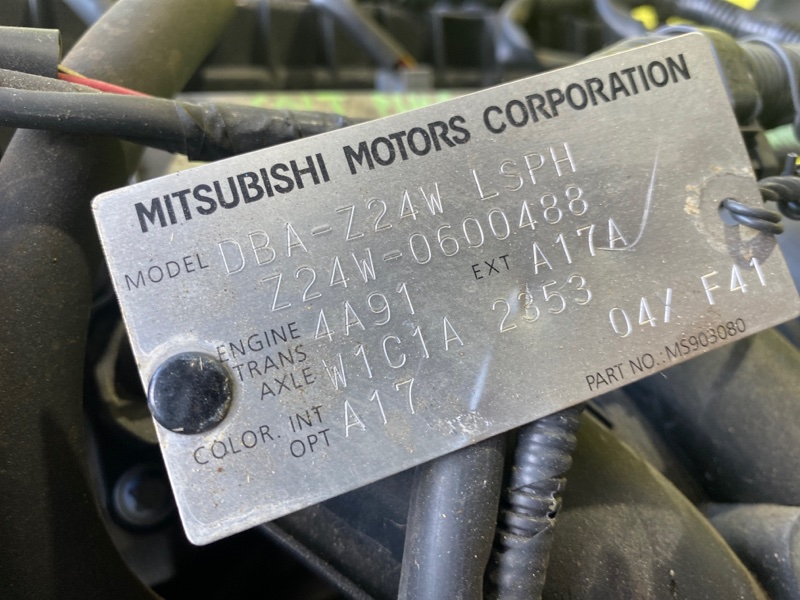 MITSUBISHI MOTORS CORPORATION
MODEL DBA-Z24W LSPH
Z24W-0600488
EXT A17A
ENGINE 4A91
TRANS AXLE W1C1A 2353
04/ F41
COLOR. INT OPT A17
PART NO.:MS903080